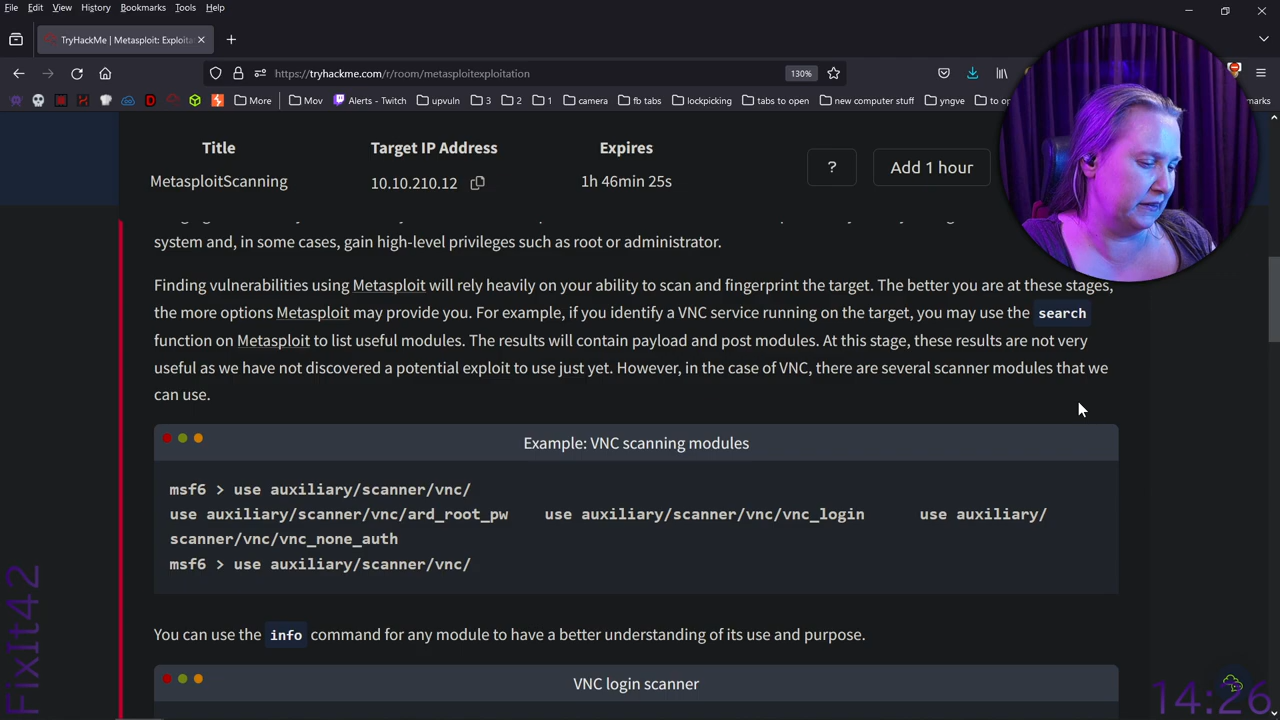 File Edit View History Bookmarks Tools Help
TryHackMe | Metasploit: Exploita
https://tryhackme.com/r/room/metasploitexploitation
130%
More Mov Alerts - Twitch upvuln 3 2 1 camera fb tabs lockpicking tabs to open new computer stuff yngve to op
Title Target IP Address Expires
MetasploitScanning 10.10.210.12 1h 46min 25s
? Add 1 hour
system and, in some cases, gain high-level privileges such as root or administrator.
Finding vulnerabilities using Metasploit will rely heavily on your ability to scan and fingerprint the target. The better you are at these stages,
the more options Metasploit may provide you. For example, if you identify a VNC service running on the target, you may use the search
function on Metasploit to list useful modules. The results will contain payload and post modules. At this stage, these results are not very
useful as we have not discovered a potential exploit to use just yet. However, in the case of VNC, there are several scanner modules that we
can use.
Example: VNC scanning modules
msf6 > use auxiliary/scanner/vnc/
use auxiliary/scanner/vnc/ard_root_pw use auxiliary/scanner/vnc/vnc_login use auxiliary/
scanner/vnc/vnc_none_auth
msf6 > use auxiliary/scanner/vnc/
You can use the info command for any module to have a better understanding of its use and purpose.
VNC login scanner
FixIt42
14:26